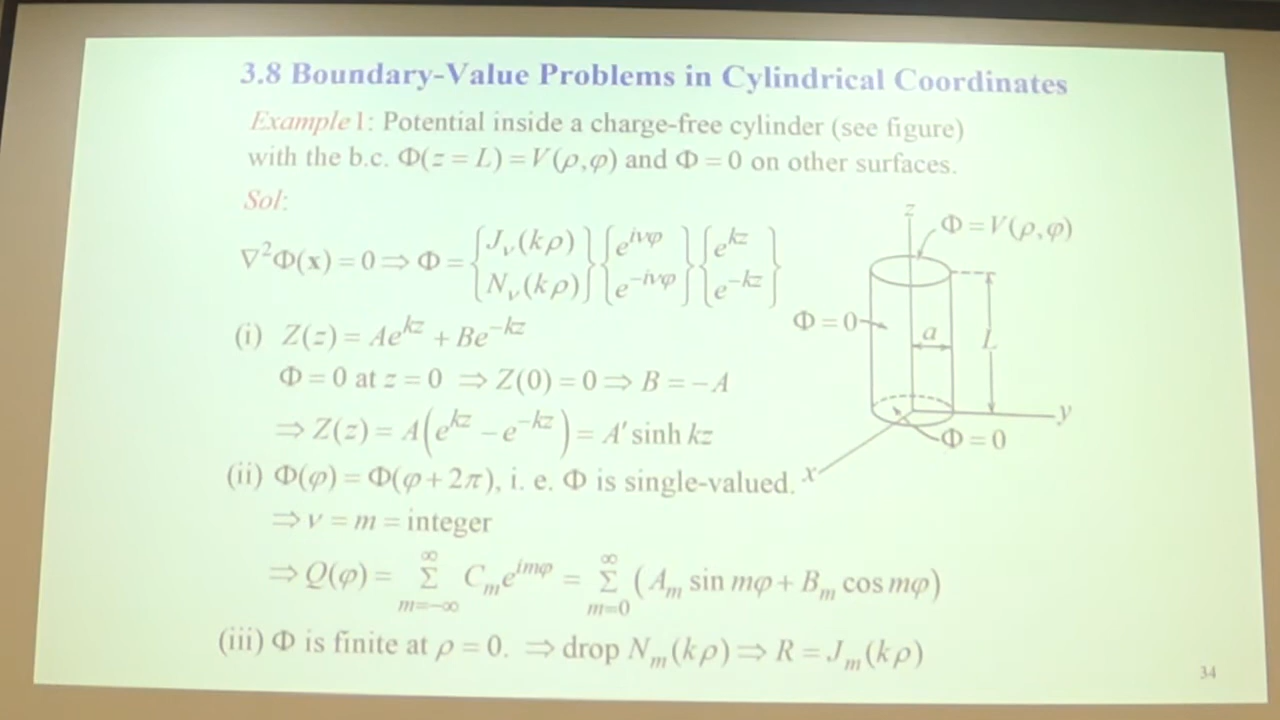 3.8 Boundary-Value Problems in Cylindrical Coordinates
Example 1: Potential inside a charge-free cylinder (see figure)
with the b.c. Φ(z = L) = V(ρ,φ) and Φ = 0 on other surfaces.
Sol:
∇²Φ(x) = 0 ⇒ Φ = {J_ν(kρ) N_ν(kρ)} {e^{iνφ} e^{-iνφ}} {e^{kz} e^{-kz}}
(i) Z(z) = Ae^{kz} + Be^{-kz}
Φ = 0 at z = 0 ⇒ Z(0) = 0 ⇒ B = −A
⇒ Z(z) = A(e^{kz} − e^{-kz}) = A′ sinh kz
(ii) Φ(φ) = Φ(φ + 2π), i. e. Φ is single-valued.
⇒ ν = m = integer
⇒ Q(φ) = Σ_{m=−∞}^{∞} C_m e^{imφ} = Σ_{m=0}^{∞} (A_m sin mφ + B_m cos mφ)
(iii) Φ is finite at ρ = 0. ⇒ drop N_m(kρ) ⇒ R = J_m(kρ)
z
Φ = V(ρ,φ)
Φ = 0
a
L
y
Φ = 0
x
34